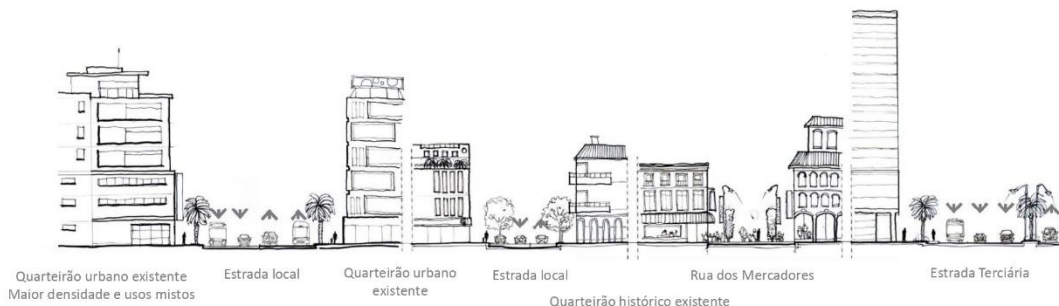 Quarteirão urbano existente
Maior densidade e usos mistos
Estrada local
Quarteirão urbano
existente
Estrada local
Quarteirão histórico existente
Rua dos Mercadores
Estrada Terciária